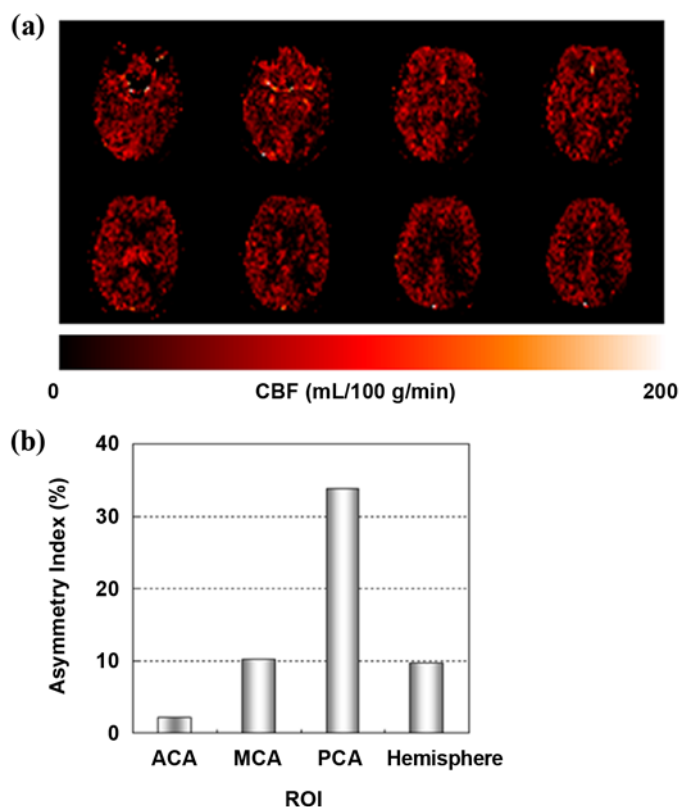 (a)
0 CBF (mL/100 g/min) 200
(b)
Asymmetry Index (%)
40
30
20
10
0
ACA MCA PCA Hemisphere
ROI